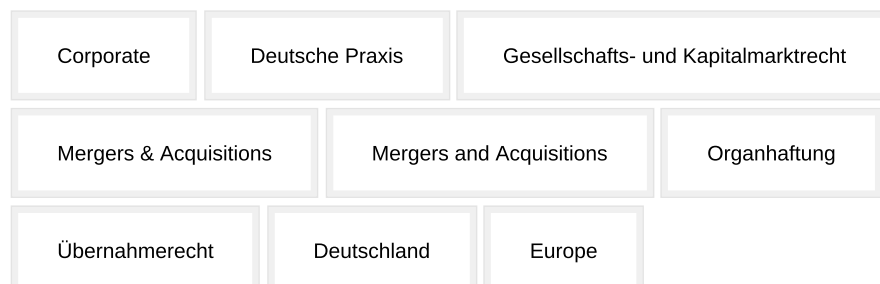 Corporate Deutsche Praxis Gesellschafts- und Kapitalmarktrecht
Mergers & Acquisitions Mergers and Acquisitions Organhaftung
Übernahmerecht Deutschland Europe